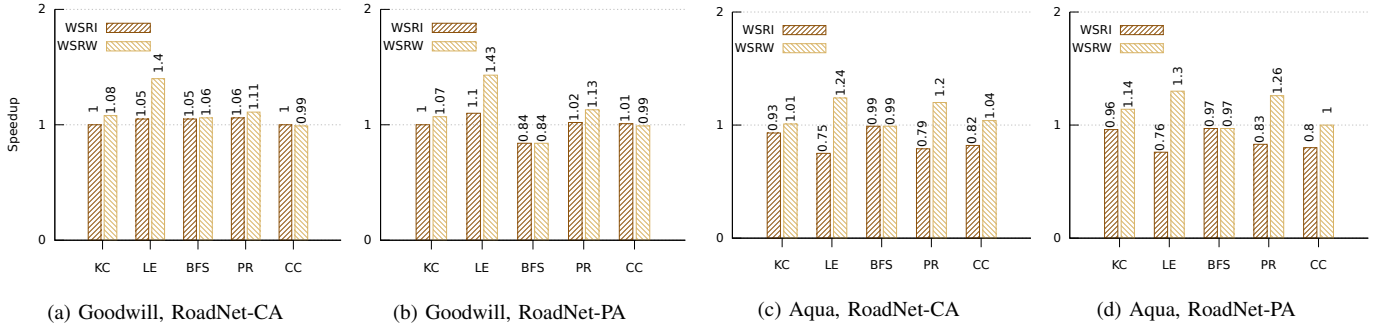 2
WSRI
WSRW
Speedup
1
0
1
1.08
1.05
1.4
1.05
1.06
1.06
1.11
1
0.99
KC
LE
BFS
PR
CC
(a) Goodwill, RoadNet-CA
2
WSRI
WSRW
1
0
1
1.07
1.1
1.43
0.84
0.84
1.02
1.13
1.01
0.99
KC
LE
BFS
PR
CC
(b) Goodwill, RoadNet-PA
2
WSRI
WSRW
1
0
0.93
1.01
0.75
1.24
0.99
0.99
0.79
1.2
0.82
1.04
KC
LE
BFS
PR
CC
(c) Aqua, RoadNet-CA
2
WSRI
WSRW
1
0
0.96
1.14
0.76
1.3
0.97
0.97
0.83
1.26
0.8
1
KC
LE
BFS
PR
CC
(d) Aqua, RoadNet-PA